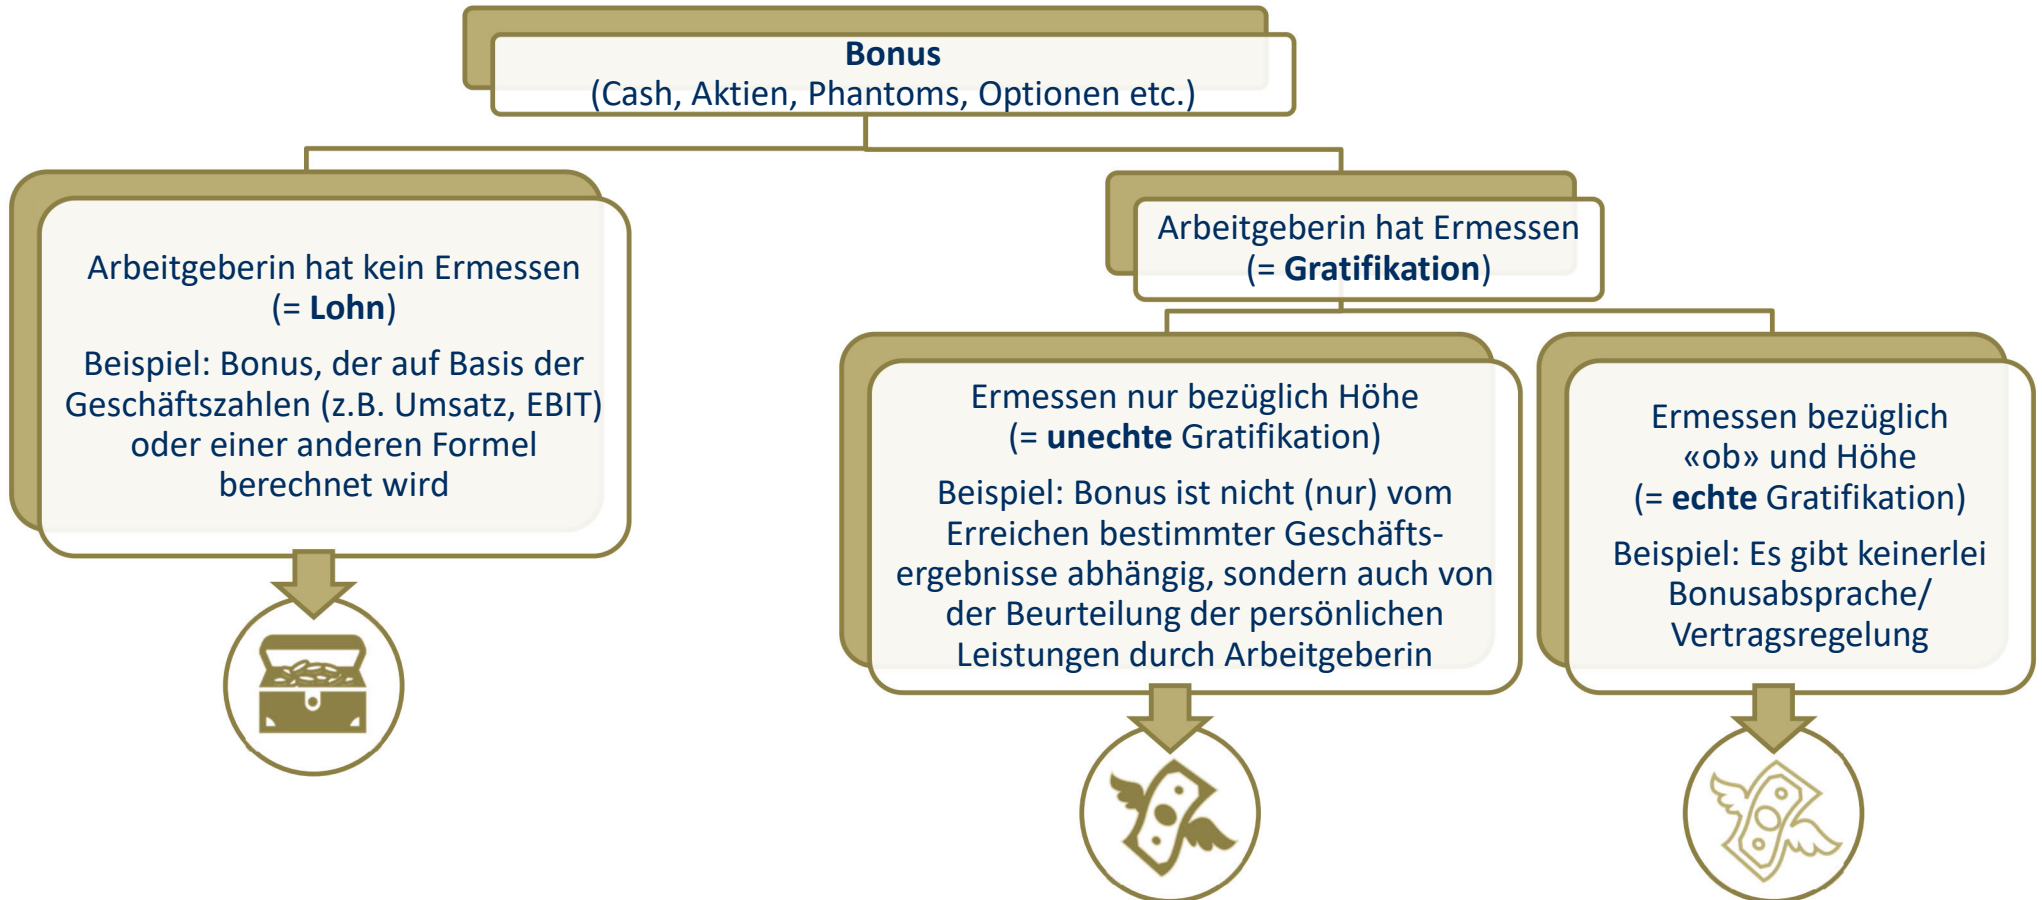 Bonus
(Cash, Aktien, Phantoms, Optionen etc.)
Arbeitgeberin hat kein Ermessen
(= Lohn)
Beispiel: Bonus, der auf Basis der
Geschäftszahlen (z.B. Umsatz, EBIT)
oder einer anderen Formel
berechnet wird
Arbeitgeberin hat Ermessen
(= Gratifikation)
Ermessen nur bezüglich Höhe
(= unechte Gratifikation)
Beispiel: Bonus ist nicht (nur) vom
Erreichen bestimmter Geschäfts-
ergebnisse abhängig, sondern auch von
der Beurteilung der persönlichen
Leistungen durch Arbeitgeberin
Ermessen bezüglich
«ob» und Höhe
(= echte Gratifikation)
Beispiel: Es gibt keinerlei
Bonusabsprache/
Vertragsregelung